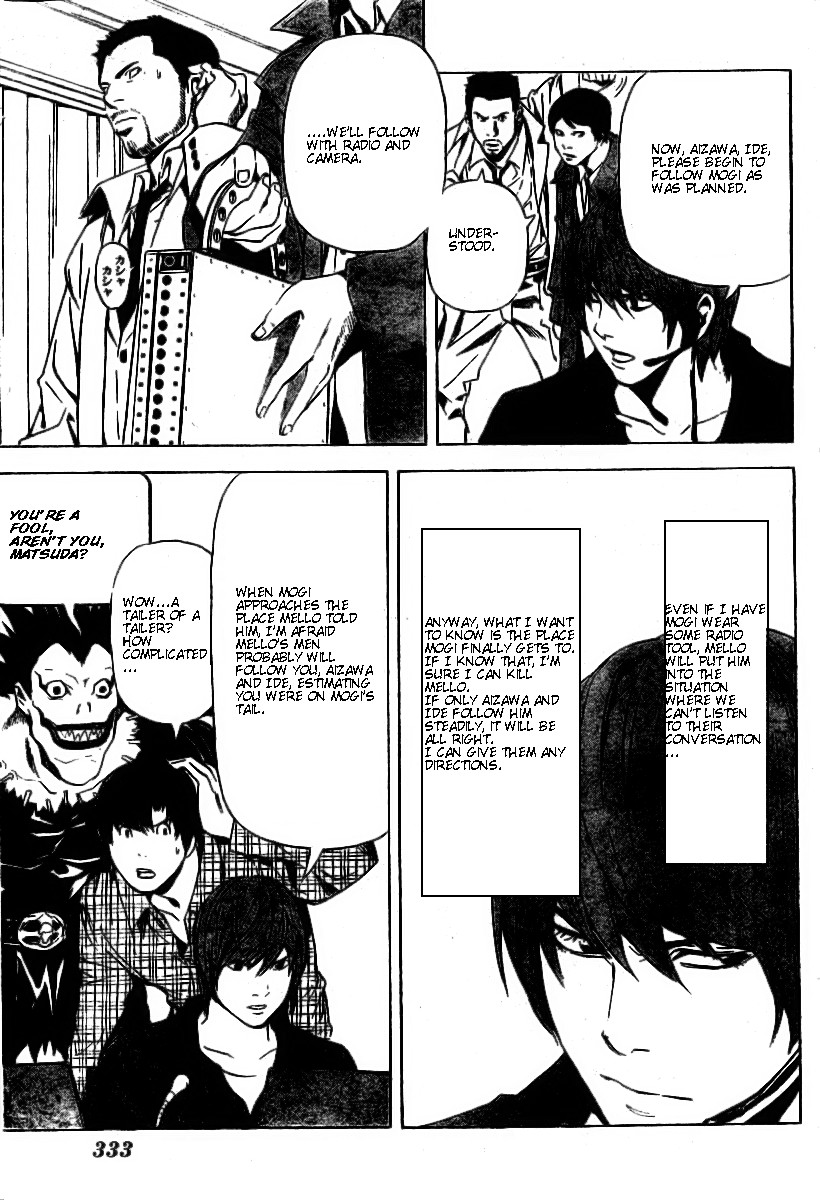 NOW, AIZAWA, IDE,
PLEASE BEGIN TO
FOLLOW MOGI AS
WAS PLANNED.
UNDER-
STOOD.
....WE'LL FOLLOW
WITH RADIO AND
CAMERA.
カシャ
カシャ
EVEN IF I HAVE
MOGI WEAR
SOME RADIO
TOOL, MELLO
WILL PUT HIM
INTO THE
SITUATION
WHERE WE
CAN'T LISTEN
TO THEIR
CONVERSATION
...
ANYWAY, WHAT I WANT
TO KNOW IS THE PLACE
MOGI FINALLY GETS TO.
IF I KNOW THAT, I'M
SURE I CAN KILL
MELLO.
IF ONLY AIZAWA AND
IDE FOLLOW HIM
STEADILY, IT WILL BE
ALL RIGHT.
I CAN GIVE THEM ANY
DIRECTIONS.
WHEN MOGI
APPROACHES THE
PLACE MELLO TOLD
HIM, I'M AFRAID
MELLO'S MEN
PROBABLY WILL
FOLLOW YOU, AIZAWA
AND IDE, ESTIMATING
YOU WERE ON MOGI'S
TAIL.
WOW...A
TAILER OF A
TAILER?
HOW
COMPLICATED
...
YOU'RE A
FOOL,
AREN'T YOU,
MATSUDA?
333